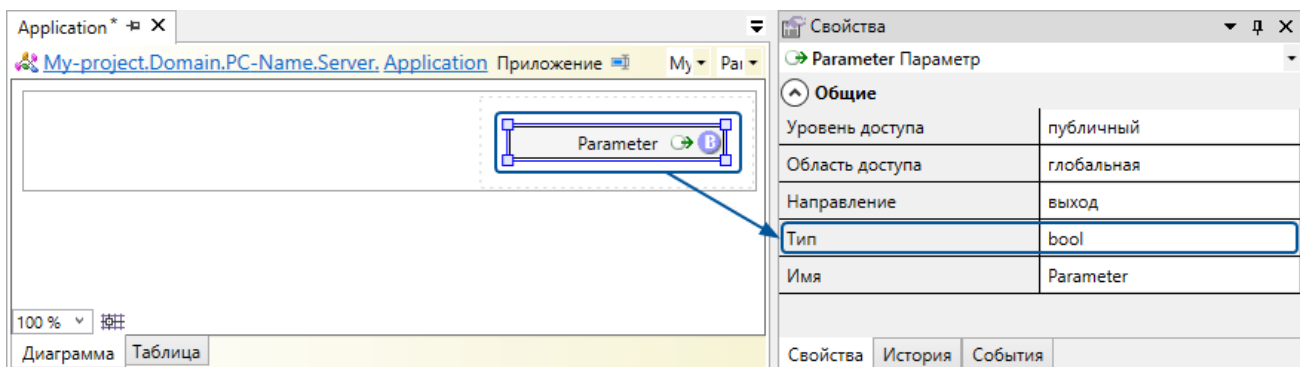 Application*
My-project.Domain.PC-Name.Server. Application Приложение My Par
Parameter B
100 %
Диаграмма Таблица
Свойства
Parameter Параметр
Общие
Уровень доступа публичный
Область доступа глобальная
Направление выход
Тип bool
Имя Parameter
Свойства История События